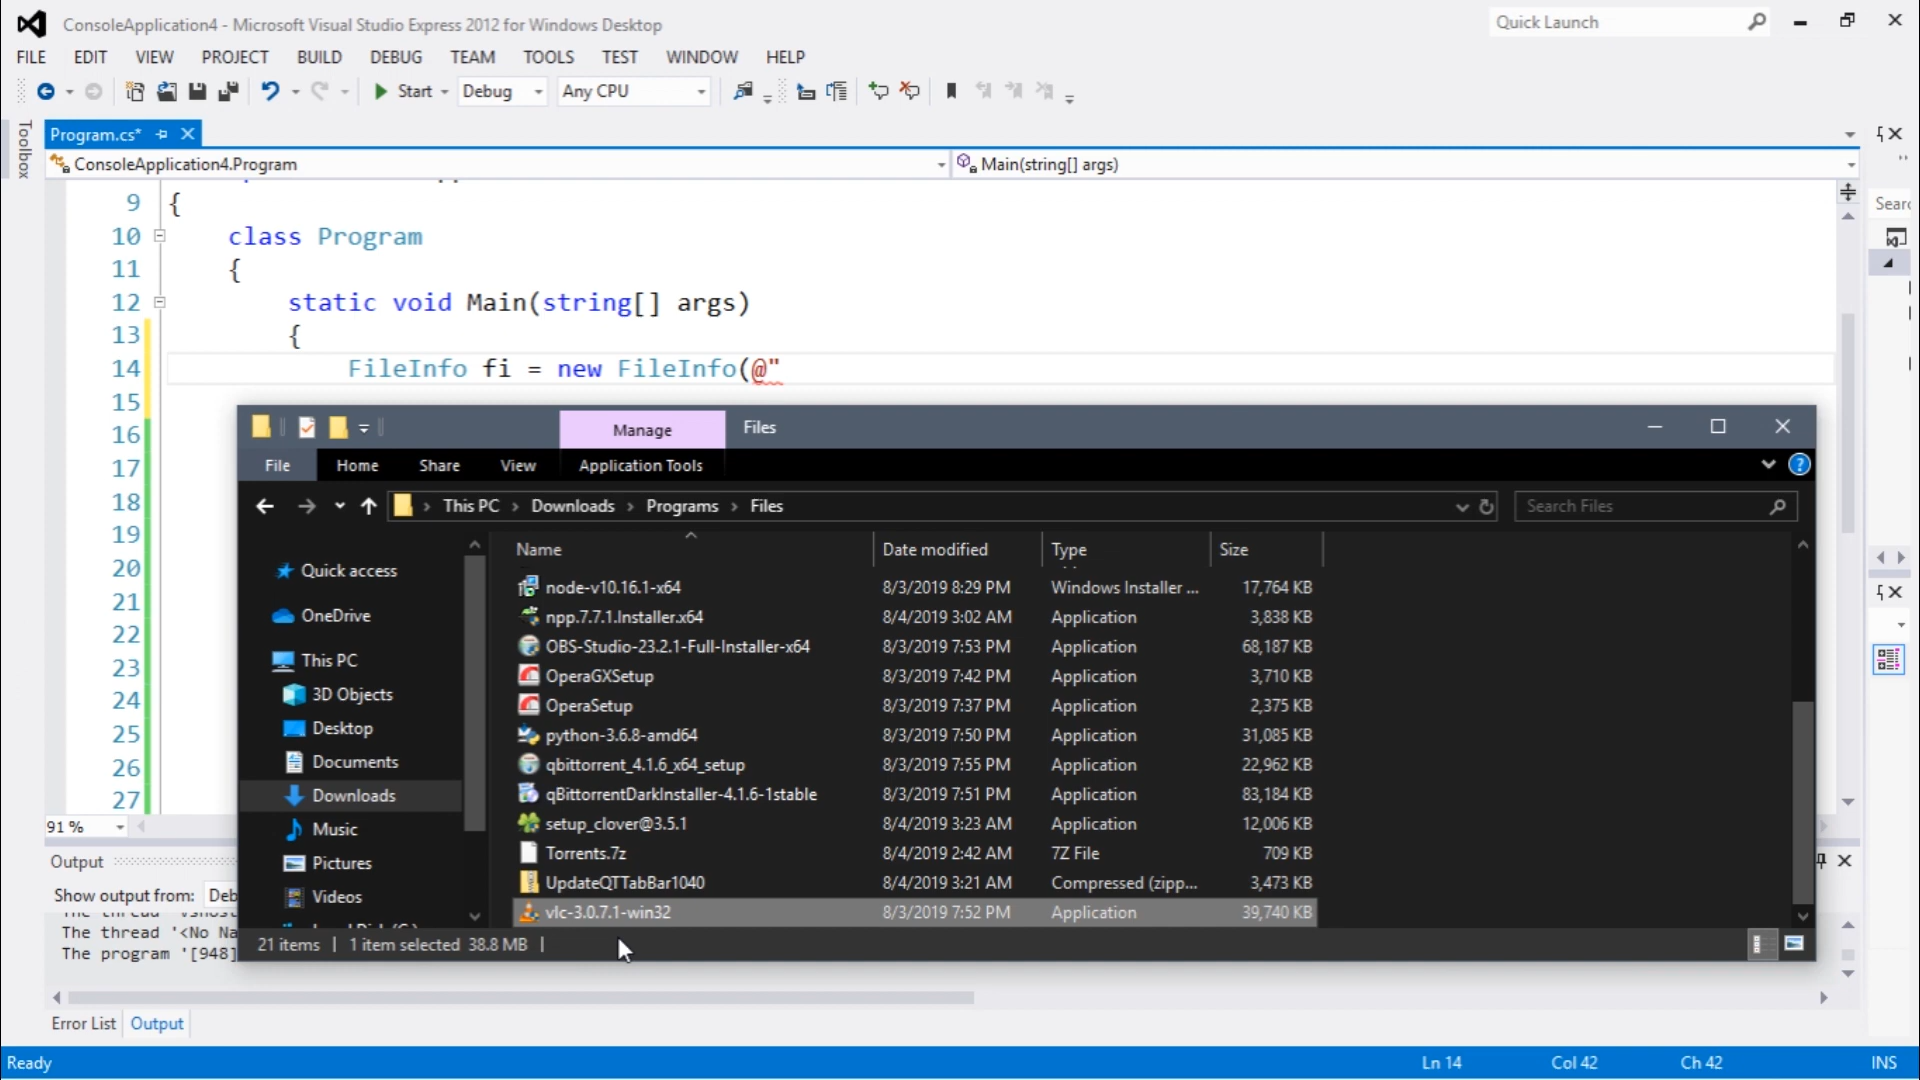 ConsoleApplication4 - Microsoft Visual Studio Express 2012 for Windows Desktop
Quick Launch
FILE EDIT VIEW PROJECT BUILD DEBUG TEAM TOOLS TEST WINDOW HELP
Start Debug Any CPU
Toolbox
Program.cs*
ConsoleApplication4.Program
Main(string[] args)
Searc
9 {
10 class Program
11 {
12 static void Main(string[] args)
13 {
14 FileInfo fi = new FileInfo(@"
15
16
17
18
19
20
21
22
23
24
25
26
27
91 %
Manage Files
File Home Share View Application Tools
This PC › Downloads › Programs › Files
Search Files
Quick access
OneDrive
This PC
3D Objects
Desktop
Documents
Downloads
Music
Pictures
Videos
Name Date modified Type Size
node-v10.16.1-x64 8/3/2019 8:29 PM Windows Installer ... 17,764 KB
npp.7.7.1.Installer.x64 8/4/2019 3:02 AM Application 3,838 KB
OBS-Studio-23.2.1-Full-Installer-x64 8/3/2019 7:53 PM Application 68,187 KB
OperaGXSetup 8/3/2019 7:42 PM Application 3,710 KB
OperaSetup 8/3/2019 7:37 PM Application 2,375 KB
python-3.6.8-amd64 8/3/2019 7:50 PM Application 31,085 KB
qbittorrent_4.1.6_x64_setup 8/3/2019 7:55 PM Application 22,962 KB
qBittorrentDarkInstaller-4.1.6-1stable 8/3/2019 7:51 PM Application 83,184 KB
setup_clover@3.5.1 8/4/2019 3:23 AM Application 12,006 KB
Torrents.7z 8/4/2019 2:42 AM 7Z File 709 KB
UpdateQTTabBar1040 8/4/2019 3:21 AM Compressed (zipp... 3,473 KB
vlc-3.0.7.1-win32 8/3/2019 7:52 PM Application 39,740 KB
21 items 1 item selected 38.8 MB
Output
Show output from: Deb
The thread '<No Na
The program '[948]
Error List Output
Ready Ln 14 Col 42 Ch 42 INS